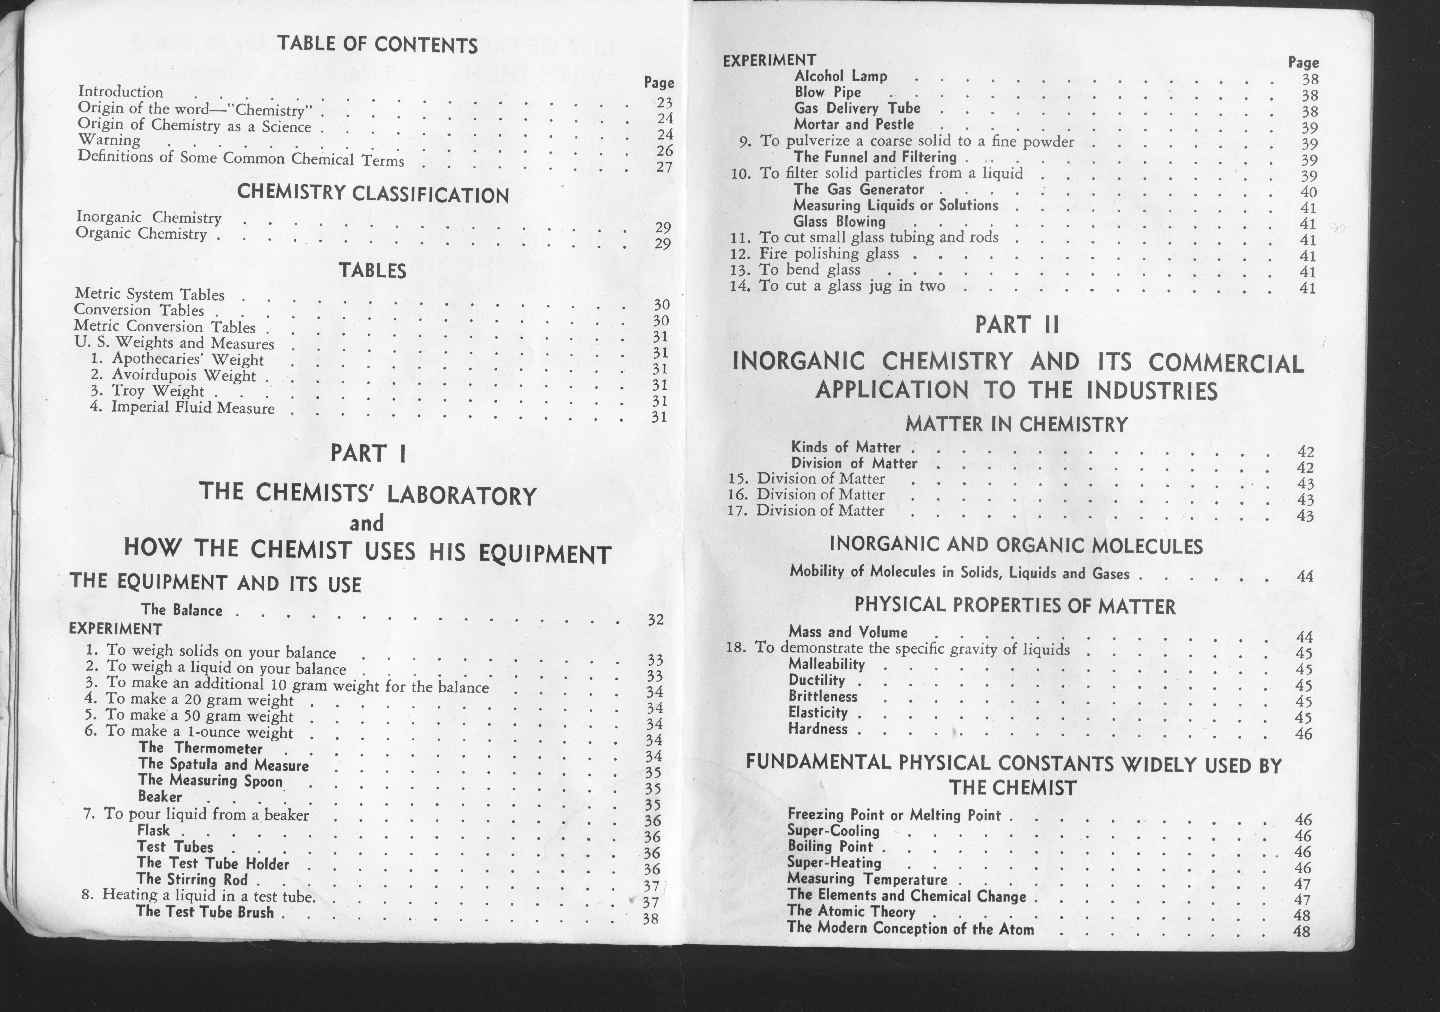 TABLE OF CONTENTS
Page
Introduction . . . . . . . . . . . . . . . . . . 23
Origin of the word—"Chemistry" . . . . . . . . . . . . . 24
Origin of Chemistry as a Science . . . . . . . . . . . . . 24
Warning . . . . . . . . . . . . . . . . . . . 26
Definitions of Some Common Chemical Terms . . . . . . . . . 27
CHEMISTRY CLASSIFICATION
Inorganic Chemistry . . . . . . . . . . . . . . . . 29
Organic Chemistry . . . . . . . . . . . . . . . . . 29
TABLES
Metric System Tables . . . . . . . . . . . . . . . . 30
Conversion Tables . . . . . . . . . . . . . . . . . 30
Metric Conversion Tables . . . . . . . . . . . . . . . 31
U. S. Weights and Measures . . . . . . . . . . . . . . 31
1. Apothecaries' Weight . . . . . . . . . . . . . . 31
2. Avoirdupois Weight . . . . . . . . . . . . . . . 31
3. Troy Weight . . . . . . . . . . . . . . . . . 31
4. Imperial Fluid Measure . . . . . . . . . . . . . . 31
PART I
THE CHEMISTS' LABORATORY
and
HOW THE CHEMIST USES HIS EQUIPMENT
THE EQUIPMENT AND ITS USE
The Balance . . . . . . . . . . . . . . . . 32
EXPERIMENT
1. To weigh solids on your balance . . . . . . . . . . . 33
2. To weigh a liquid on your balance . . . . . . . . . . 33
3. To make an additional 10 gram weight for the balance . . . . . 34
4. To make a 20 gram weight . . . . . . . . . . . . . 34
5. To make a 50 gram weight . . . . . . . . . . . . . 34
6. To make a 1-ounce weight . . . . . . . . . . . . . 34
The Thermometer . . . . . . . . . . . . . . 34
The Spatula and Measure . . . . . . . . . . . . 35
The Measuring Spoon . . . . . . . . . . . . . 35
Beaker . . . . . . . . . . . . . . . . . 35
7. To pour liquid from a beaker . . . . . . . . . . . . 36
Flask . . . . . . . . . . . . . . . . . . 36
Test Tubes . . . . . . . . . . . . . . . . 36
The Test Tube Holder . . . . . . . . . . . . . 36
The Stirring Rod . . . . . . . . . . . . . . . 37
8. Heating a liquid in a test tube. . . . . . . . . . . . . 37
The Test Tube Brush . . . . . . . . . . . . . . 38
EXPERIMENT Page
Alcohol Lamp . . . . . . . . . . . . . . . 38
Blow Pipe . . . . . . . . . . . . . . . . 38
Gas Delivery Tube . . . . . . . . . . . . . . 38
Mortar and Pestle . . . . . . . . . . . . . . 39
9. To pulverize a coarse solid to a fine powder . . . . . . . . 39
The Funnel and Filtering . . . . . . . . . . . . . 39
10. To filter solid particles from a liquid . . . . . . . . . . 39
The Gas Generator . . . . . . . . . . . . . . 40
Measuring Liquids or Solutions . . . . . . . . . . . 41
Glass Blowing . . . . . . . . . . . . . . . 41
11. To cut small glass tubing and rods . . . . . . . . . . . 41
12. Fire polishing glass . . . . . . . . . . . . . . . 41
13. To bend glass . . . . . . . . . . . . . . . . 41
14. To cut a glass jug in two . . . . . . . . . . . . . 41
PART II
INORGANIC CHEMISTRY AND ITS COMMERCIAL
APPLICATION TO THE INDUSTRIES
MATTER IN CHEMISTRY
Kinds of Matter . . . . . . . . . . . . . . . 42
Division of Matter . . . . . . . . . . . . . . 42
15. Division of Matter . . . . . . . . . . . . . . . 43
16. Division of Matter . . . . . . . . . . . . . . . 43
17. Division of Matter . . . . . . . . . . . . . . . 43
INORGANIC AND ORGANIC MOLECULES
Mobility of Molecules in Solids, Liquids and Gases . . . . . . 44
PHYSICAL PROPERTIES OF MATTER
Mass and Volume . . . . . . . . . . . . . . 44
18. To demonstrate the specific gravity of liquids . . . . . . . . 45
Malleability . . . . . . . . . . . . . . . . 45
Ductility . . . . . . . . . . . . . . . . . 45
Brittleness . . . . . . . . . . . . . . . . 45
Elasticity . . . . . . . . . . . . . . . . . 45
Hardness . . . . . . . . . . . . . . . . . 46
FUNDAMENTAL PHYSICAL CONSTANTS WIDELY USED BY
THE CHEMIST
Freezing Point or Melting Point . . . . . . . . . . . 46
Super-Cooling . . . . . . . . . . . . . . . 46
Boiling Point . . . . . . . . . . . . . . . . 46
Super-Heating . . . . . . . . . . . . . . . 46
Measuring Temperature . . . . . . . . . . . . . 47
The Elements and Chemical Change . . . . . . . . . . 47
The Atomic Theory . . . . . . . . . . . . . . 48
The Modern Conception of the Atom . . . . . . . . . 48